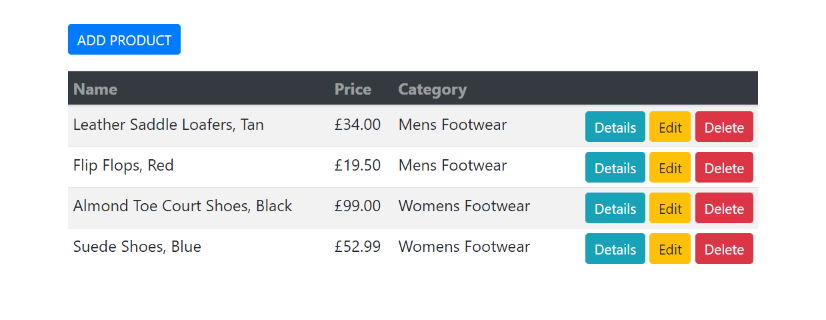 ADD PRODUCT
Name Price Category
Leather Saddle Loafers, Tan £34.00 Mens Footwear Details Edit Delete
Flip Flops, Red £19.50 Mens Footwear Details Edit Delete
Almond Toe Court Shoes, Black £99.00 Womens Footwear Details Edit Delete
Suede Shoes, Blue £52.99 Womens Footwear Details Edit Delete